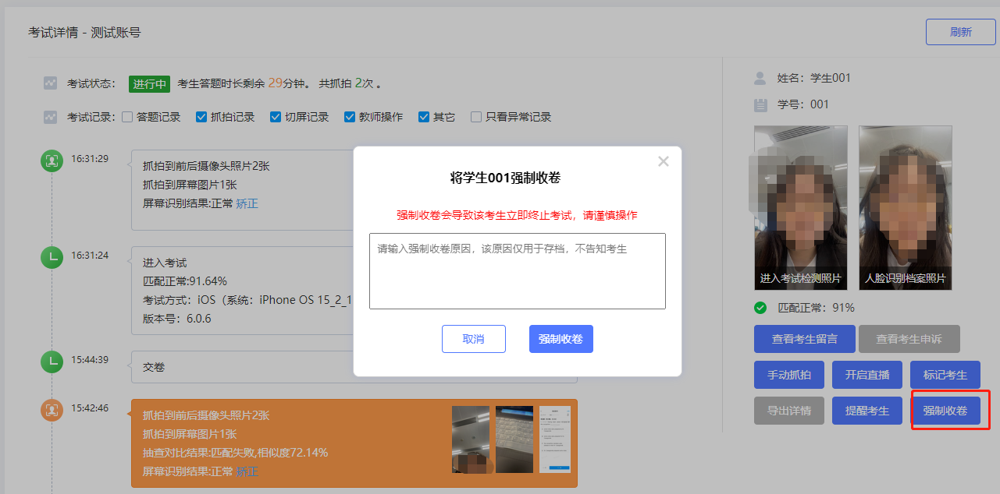 考试详情 - 测试账号
刷新
考试状态： 进行中 考生答题时长剩余 29分钟。 共抓拍 2次 。
考试记录： 答题记录 抓拍记录 切屏记录 教师操作 其它 只看异常记录
16:31:29
抓拍到前后摄像头照片2张
抓拍到屏幕图片1张
屏幕识别结果:正常 矫正
16:31:24
进入考试
匹配正常:91.64%
考试方式：iOS（系统：iPhone OS 15_2_1
版本号：6.0.6
15:44:39
交卷
15:42:46
抓拍到前后摄像头照片2张
抓拍到屏幕图片1张
抽查对比结果:匹配失败,相似度72.14%
屏幕识别结果:正常 矫正
将学生001强制收卷
强制收卷会导致该考生立即终止考试，请谨慎操作
请输入强制收卷原因，该原因仅用于存档，不告知考生
取消 强制收卷
姓名：学生001
学号：001
进入考试检测照片 人脸识别档案照片
匹配正常：91%
查看考生留言 查看考生申诉
手动抓拍 开启直播 标记考生
导出详情 提醒考生 强制收卷